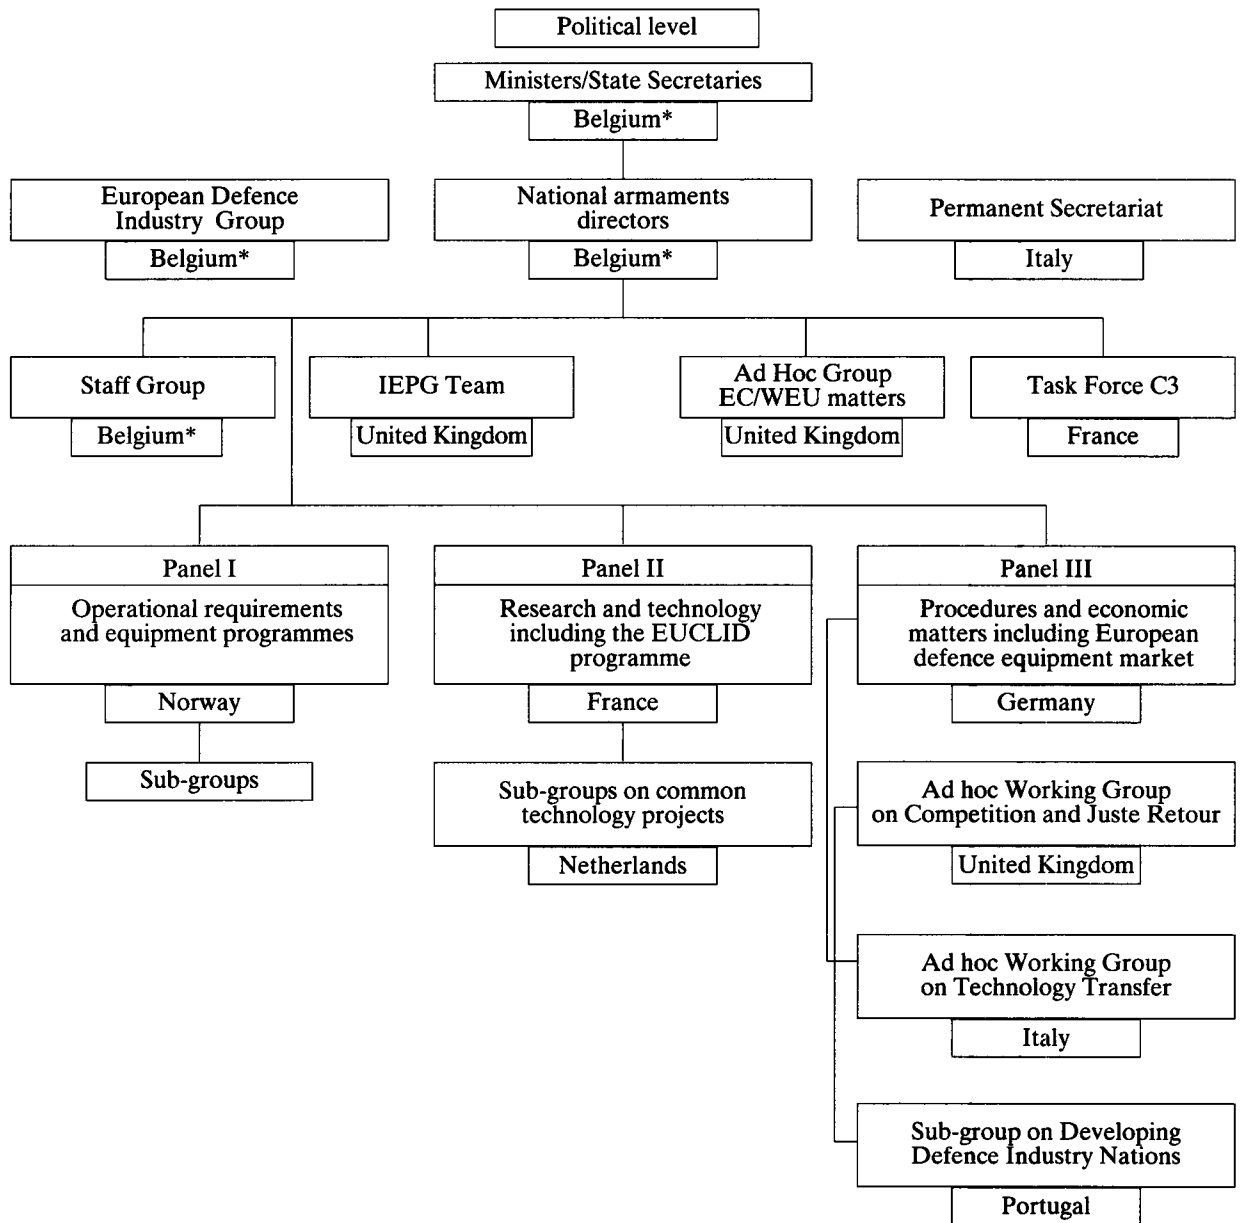 Political level
Ministers/State Secretaries
Belgium*
European Defence
Industry Group
Belgium*
National armaments
directors
Belgium*
Permanent Secretariat
Italy
Staff Group
Belgium*
IEPG Team
United Kingdom
Ad Hoc Group
EC/WEU matters
United Kingdom
Task Force C3
France
Panel I
Operational requirements
and equipment programmes
Norway
Sub-groups
Panel II
Research and technology
including the EUCLID
programme
France
Sub-groups on common
technology projects
Netherlands
Panel III
Procedures and economic
matters including European
defence equipment market
Germany
Ad hoc Working Group
on Competition and Juste Retour
United Kingdom
Ad hoc Working Group
on Technology Transfer
Italy
Sub-group on Developing
Defence Industry Nations
Portugal